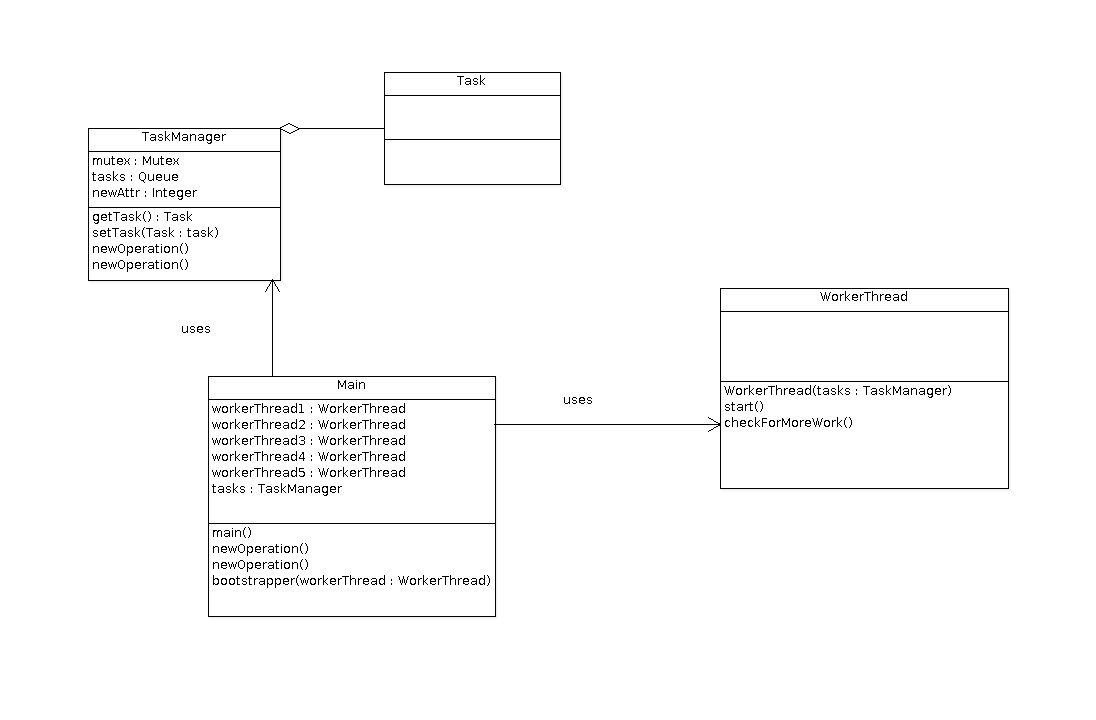 Task
TaskManager
mutex : Mutex
tasks : Queue
newAttr : Integer
getTask() : Task
setTask(Task : task)
newOperation()
newOperation()
uses
WorkerThread
WorkerThread(tasks : TaskManager)
start()
checkForMoreWork()
Main
workerThread1 : WorkerThread
workerThread2 : WorkerThread
workerThread3 : WorkerThread
workerThread4 : WorkerThread
workerThread5 : WorkerThread
tasks : TaskManager
main()
newOperation()
newOperation()
bootstrapper(workerThread : WorkerThread)
uses